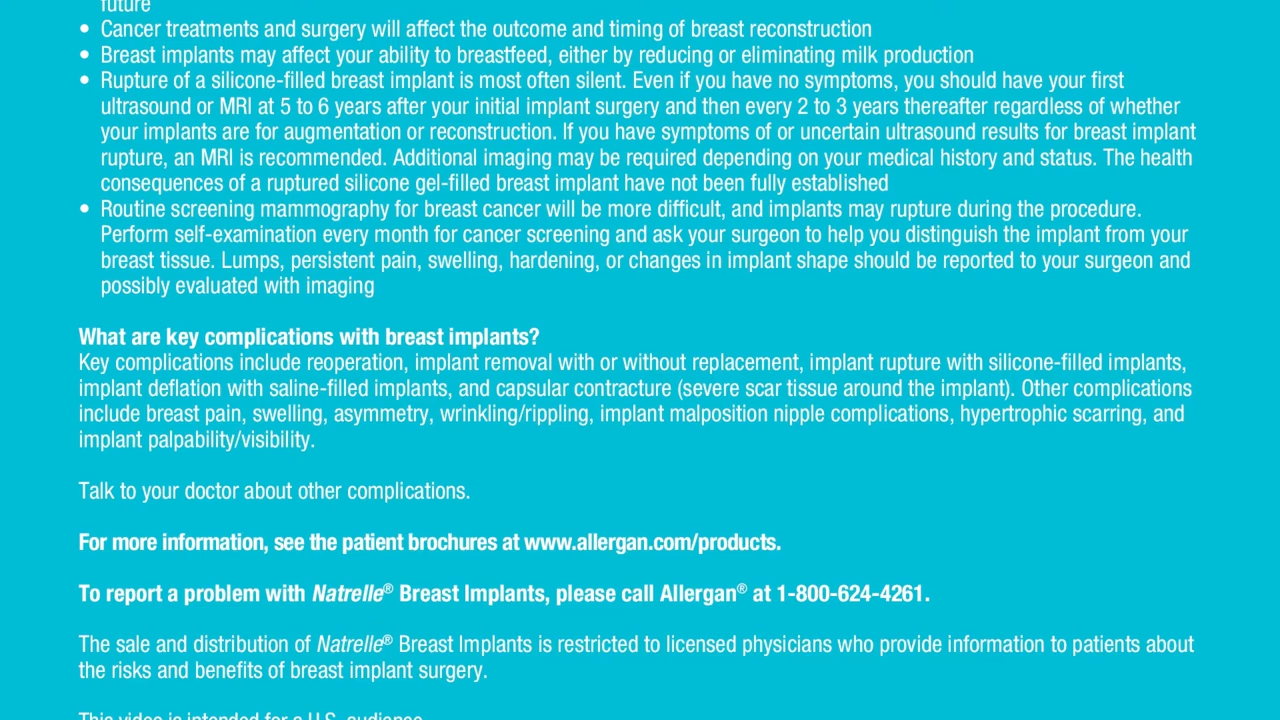 future
• Cancer treatments and surgery will affect the outcome and timing of breast reconstruction
• Breast implants may affect your ability to breastfeed, either by reducing or eliminating milk production
• Rupture of a silicone-filled breast implant is most often silent. Even if you have no symptoms, you should have your first
ultrasound or MRI at 5 to 6 years after your initial implant surgery and then every 2 to 3 years thereafter regardless of whether
your implants are for augmentation or reconstruction. If you have symptoms of or uncertain ultrasound results for breast implant
rupture, an MRI is recommended. Additional imaging may be required depending on your medical history and status. The health
consequences of a ruptured silicone gel-filled breast implant have not been fully established
• Routine screening mammography for breast cancer will be more difficult, and implants may rupture during the procedure.
Perform self-examination every month for cancer screening and ask your surgeon to help you distinguish the implant from your
breast tissue. Lumps, persistent pain, swelling, hardening, or changes in implant shape should be reported to your surgeon and
possibly evaluated with imaging
What are key complications with breast implants?
Key complications include reoperation, implant removal with or without replacement, implant rupture with silicone-filled implants,
implant deflation with saline-filled implants, and capsular contracture (severe scar tissue around the implant). Other complications
include breast pain, swelling, asymmetry, wrinkling/rippling, implant malposition nipple complications, hypertrophic scarring, and
implant palpability/visibility.
Talk to your doctor about other complications.
For more information, see the patient brochures at www.allergan.com/products.
To report a problem with Natrelle® Breast Implants, please call Allergan® at 1-800-624-4261.
The sale and distribution of Natrelle® Breast Implants is restricted to licensed physicians who provide information to patients about
the risks and benefits of breast implant surgery.
This video is intended for a U.S. audience